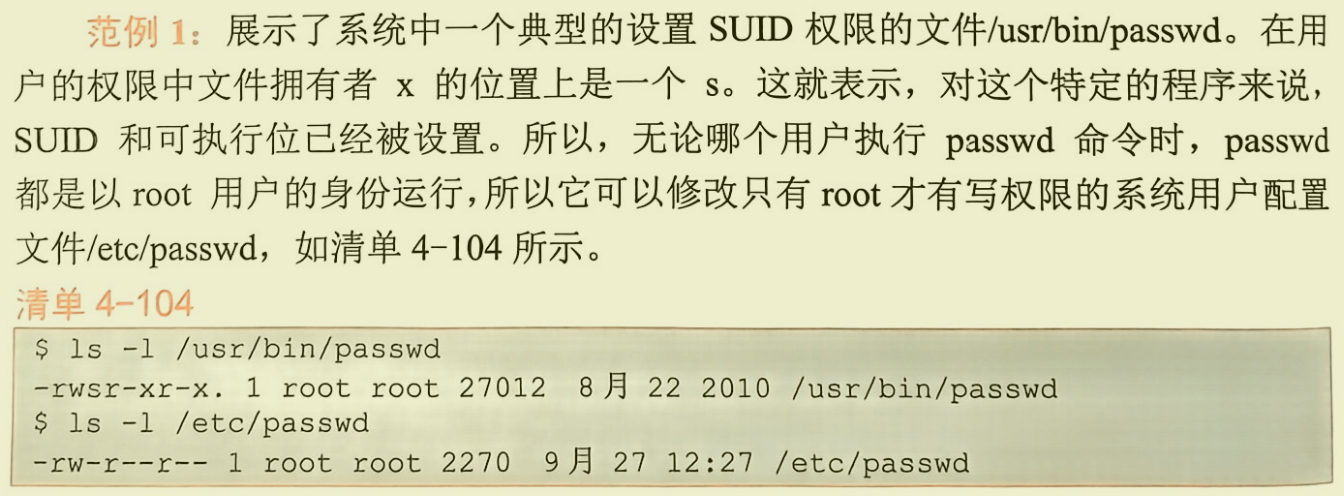 范例 1：展示了系统中一个典型的设置 SUID 权限的文件/usr/bin/passwd。在用
户的权限中文件拥有者 x 的位置上是一个 s。这就表示，对这个特定的程序来说，
SUID 和可执行位已经被设置。所以，无论哪个用户执行 passwd 命令时，passwd
都是以 root 用户的身份运行，所以它可以修改只有 root 才有写权限的系统用户配置
文件/etc/passwd，如清单 4-104 所示。
清单 4-104
$ ls -l /usr/bin/passwd
-rwsr-xr-x. 1 root root 27012  8月 22 2010 /usr/bin/passwd
$ ls -l /etc/passwd
-rw-r--r-- 1 root root 2270  9月 27 12:27 /etc/passwd